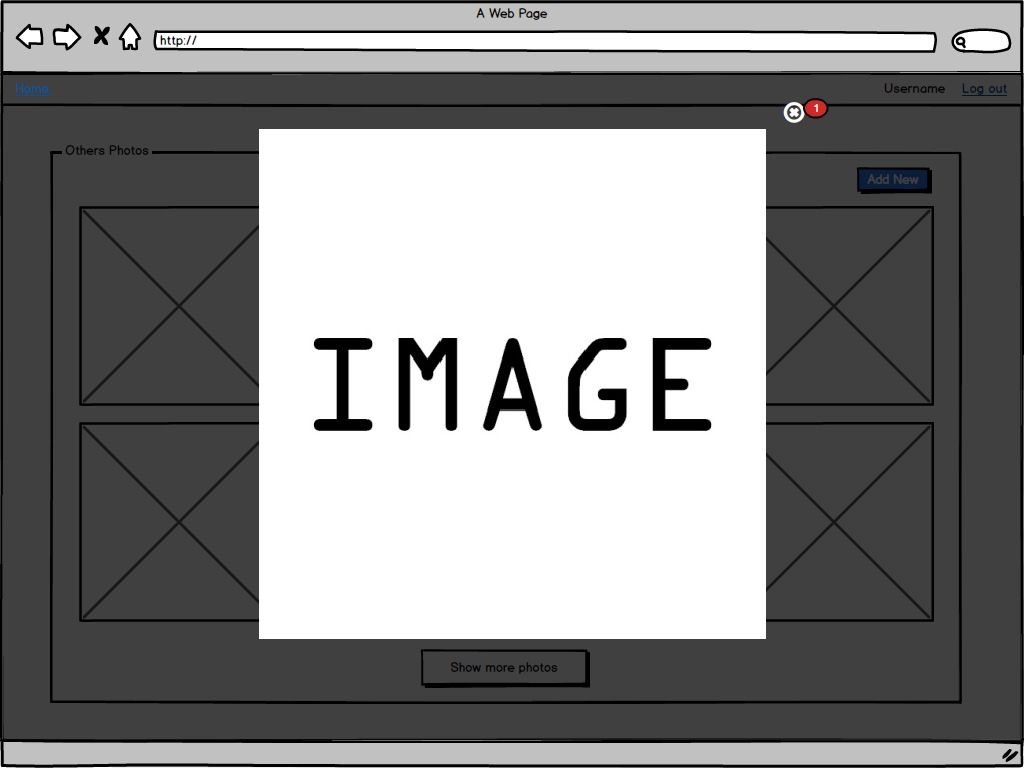 A Web Page
http://
Home
Username
Log out
1
Others Photos
Add New
IMAGE
Show more photos